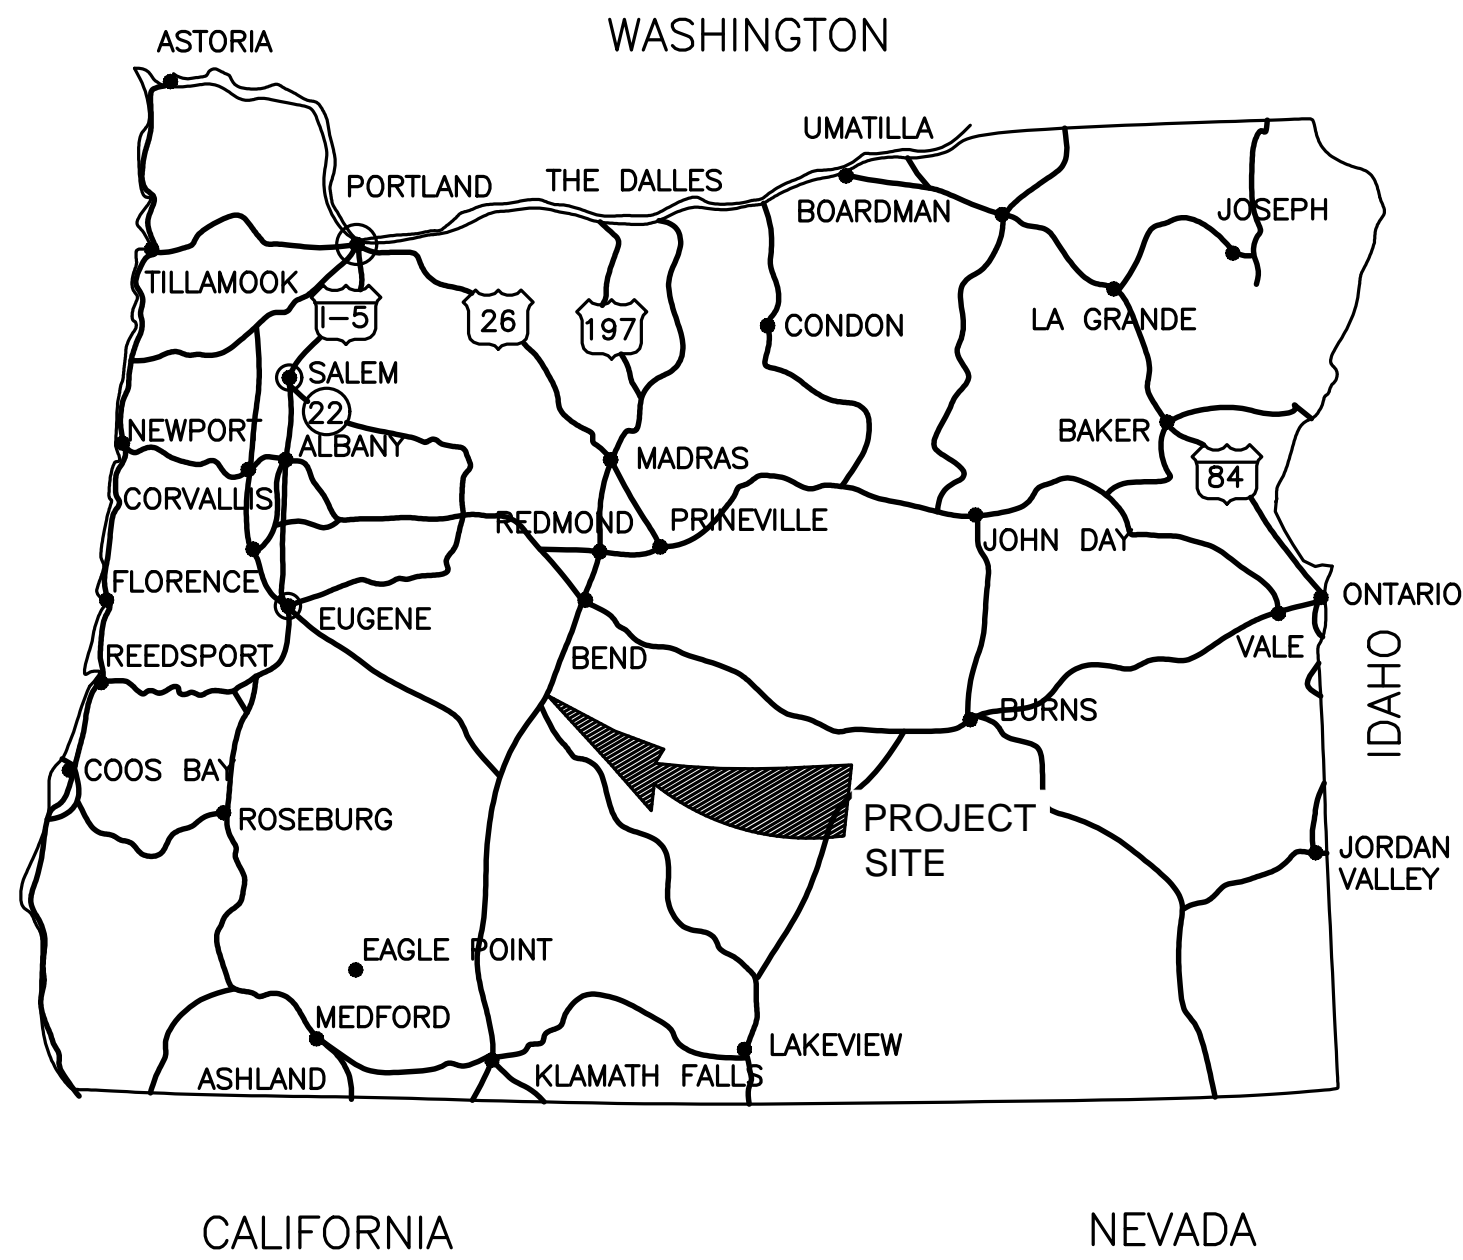 WASHINGTON
ASTORIA
UMATILLA
PORTLAND
THE DALLES
BOARDMAN
JOSEPH
TILLAMOOK
I-5
26
197
CONDON
LA GRANDE
SALEM
22
NEWPORT
ALBANY
MADRAS
BAKER
84
CORVALLIS
REDMOND
PRINEVILLE
JOHN DAY
FLORENCE
EUGENE
ONTARIO
REEDSPORT
BEND
VALE
IDAHO
BURNS
COOS BAY
ROSEBURG
PROJECT
SITE
JORDAN
VALLEY
EAGLE POINT
MEDFORD
LAKEVIEW
ASHLAND
KLAMATH FALLS
CALIFORNIA
NEVADA